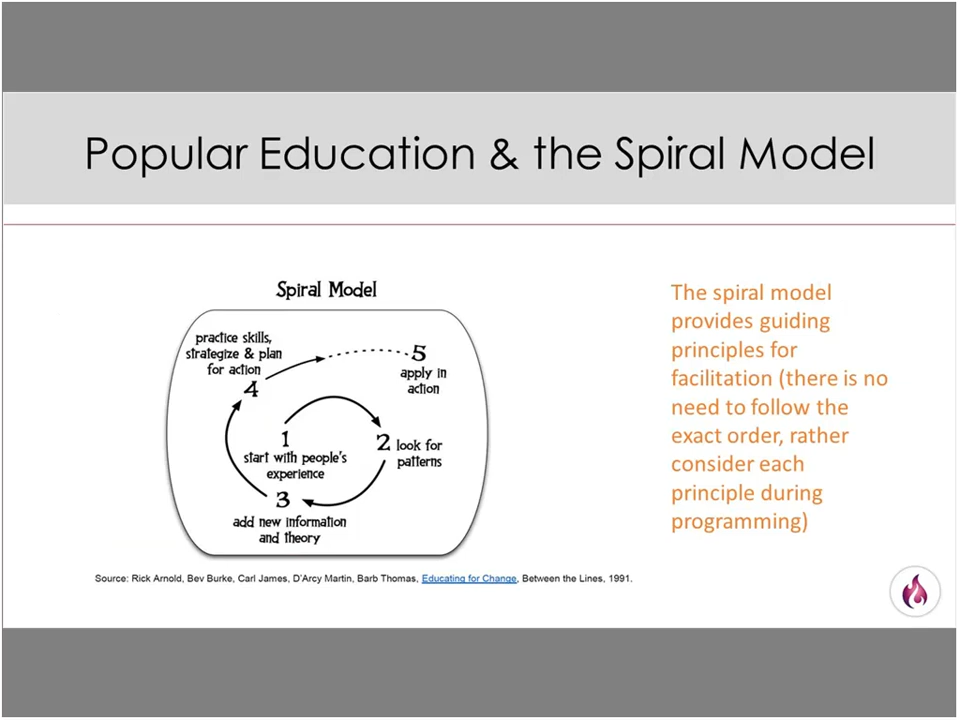 Popular Education & the Spiral Model
Spiral Model
practice skills,
strategize & plan
for action
4
5
apply in
action
1
start with people's
experience
2 look for
patterns
3
add new information
and theory
Source: Rick Arnold, Bev Burke, Carl James, D'Arcy Martin, Barb Thomas, Educating for Change, Between the Lines, 1991.
The spiral model
provides guiding
principles for
facilitation (there is no
need to follow the
exact order, rather
consider each
principle during
programming)